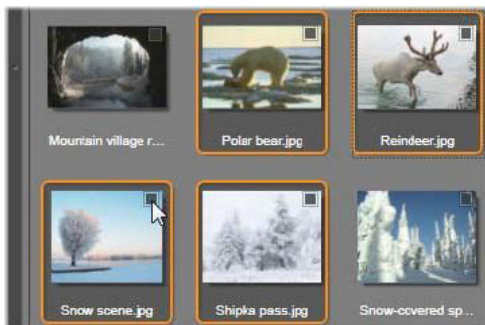 Mountain village r...
Polar bear.jpg
Reindeer.jpg
Snow scene.jpg
Shipka pass.jpg
Snow-covered sp...